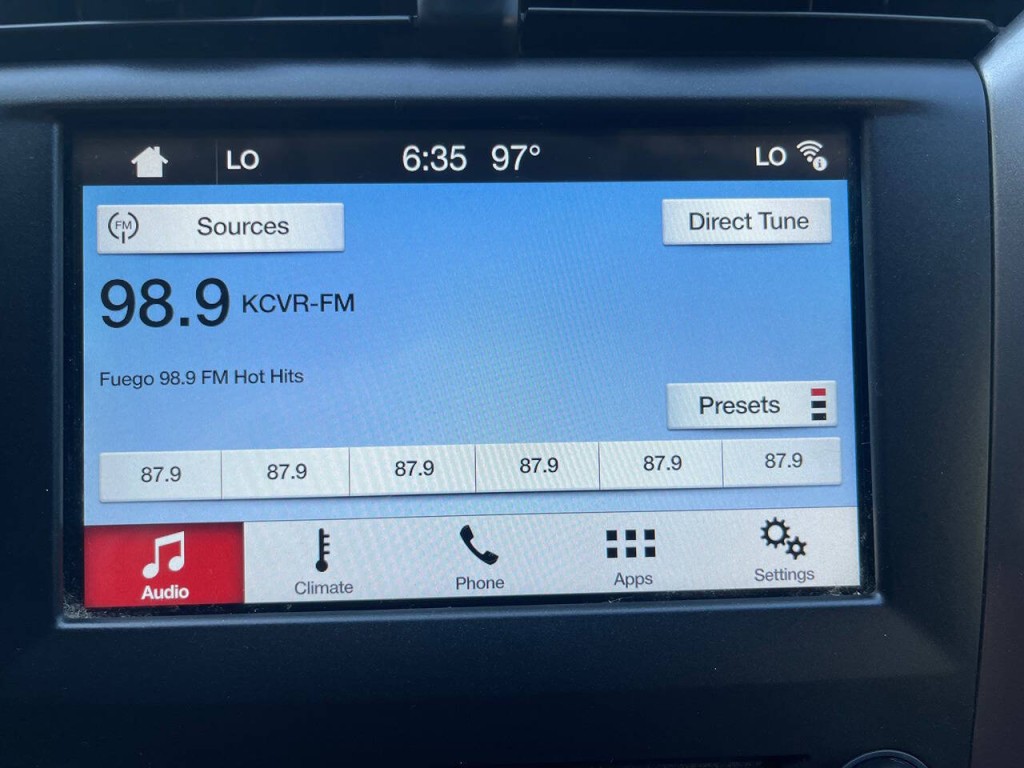 LO 6:35 97° LO
FM Sources Direct Tune
98.9 KCVR-FM
Fuego 98.9 FM Hot Hits
Presets
87.9 87.9 87.9 87.9 87.9 87.9
Audio Climate Phone Apps Settings